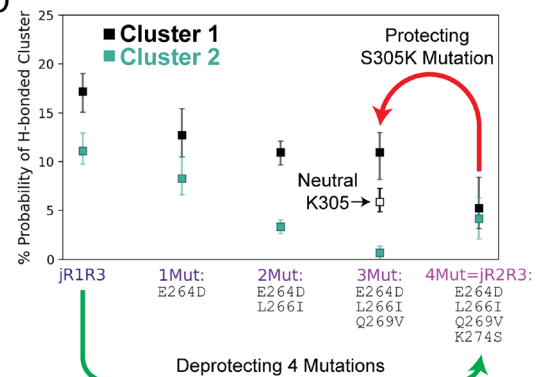 25
20
15
10
5
0
% Probability of H-bonded Cluster
Cluster 1
Cluster 2
Protecting
S305K Mutation
Neutral
K305
jR1R3
1Mut:
E264D
2Mut:
E264D
L266I
3Mut:
E264D
L266I
Q269V
4Mut=jR2R3:
E264D
L266I
Q269V
K274S
Deprotecting 4 Mutations